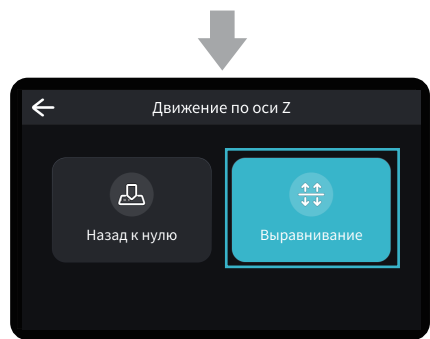 Движение по оси Z
Назад к нулю
Выравнивание